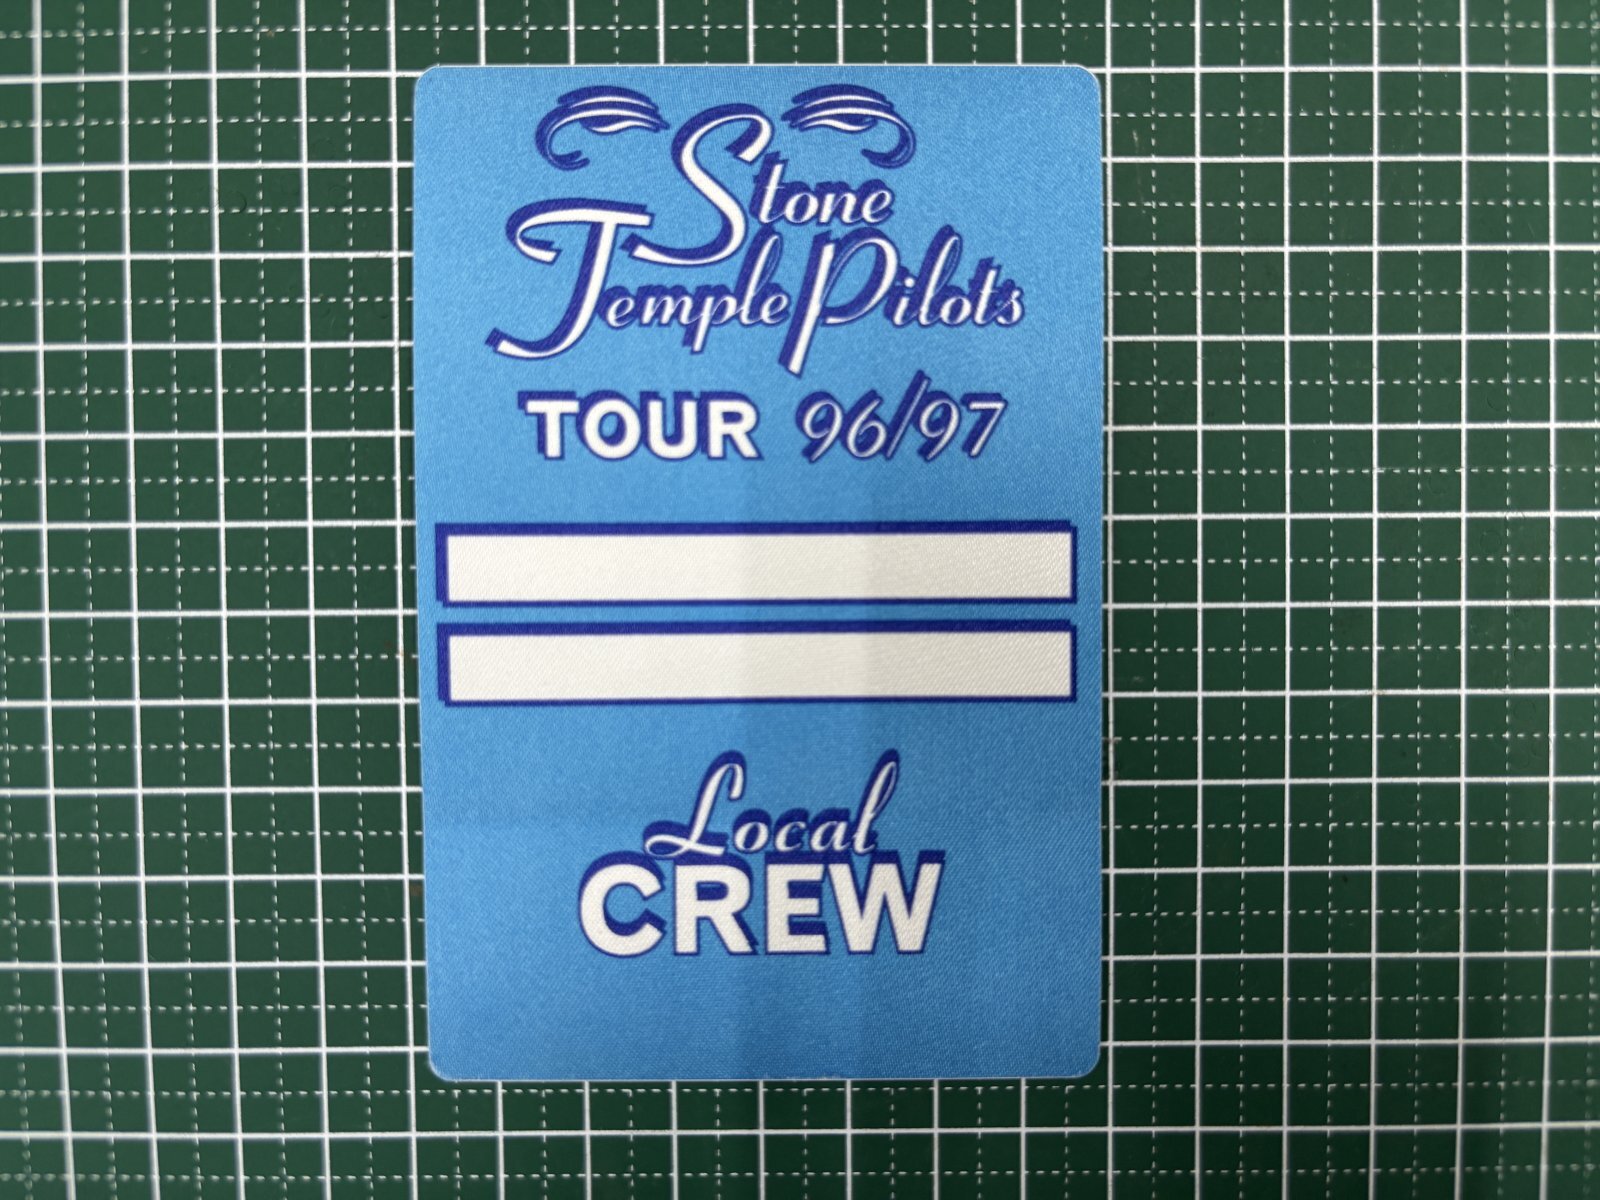 Stone
Temple Pilots
TOUR 96/97
Local
CREW